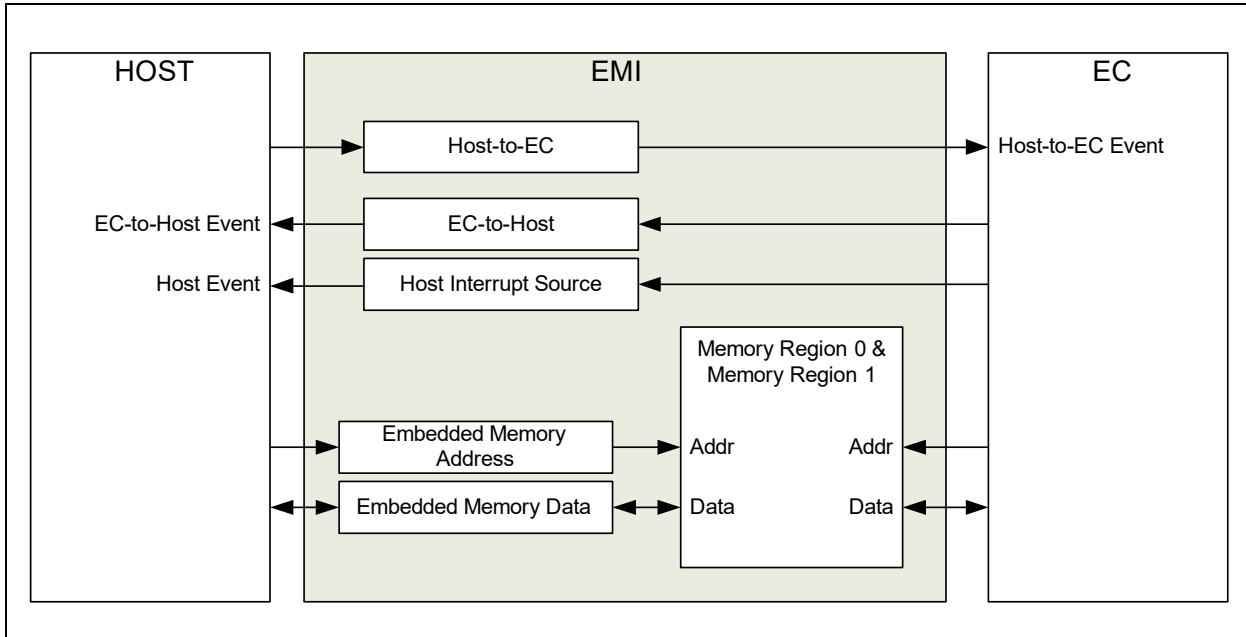 HOST
EMI
EC
Host-to-EC
Host-to-EC Event
EC-to-Host Event
EC-to-Host
Host Event
Host Interrupt Source
Memory Region 0 &
Memory Region 1
Embedded Memory
Address
Addr
Addr
Embedded Memory Data
Data
Data